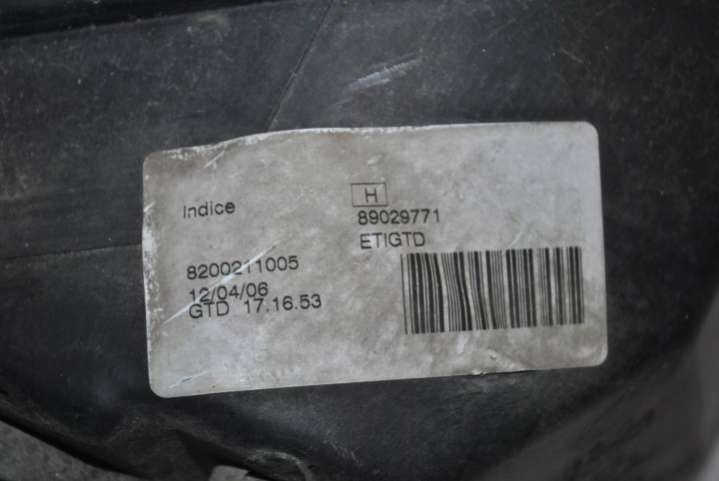 Indice H
89029771
ETIGTD
8200211005
12/04/06
GTD 17.16.53